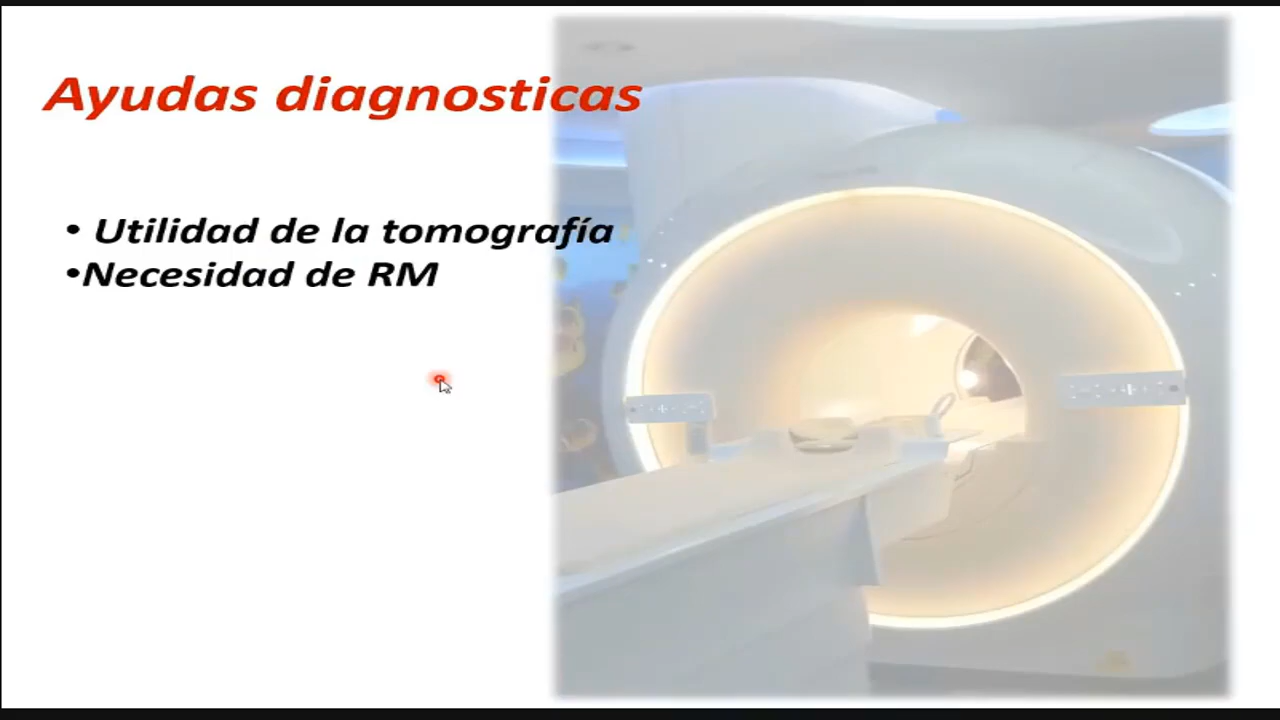 Ayudas diagnosticas
• Utilidad de la tomografía
•Necesidad de RM